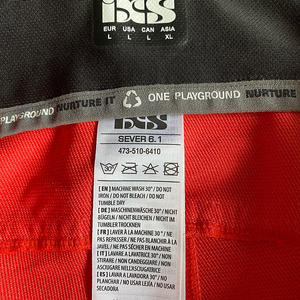 iXS
EUR USA CAN ASIA
L L L XL
PLAYGROUND NURTURE IT ONE PLAYGROUND NURTURE
iXS
SEVER 6.1
473-510-6410
30°
[EN] MACHINE WASH 30° / DO NOT
IRON / DO NOT BLEACH / DO NOT
TUMBLE DRY
[DE] MASCHINENWÄSCHE 30° / NICHT
BÜGELN / NICHT BLEICHEN / NICHT IM
TUMBLER TROCKNEN
[FR] LAVER À LA MACHINE 30° / NE
PAS REPASSER / NE PAS BLANCHIR À LA
JAVEL / NE PAS SÉCHER EN TUMBLER
[IT] LAVARE A LAVATRICE 30° / NON
STIRARE / NON CANDEGGIARE / NON
ASCIUGARE NELL'ASCIUGATRICE
[ES] LAVAR A LAVADORA 30° /
NO PLANCHAR / NO USAR LEJÍA / NO
USAR SECADORA